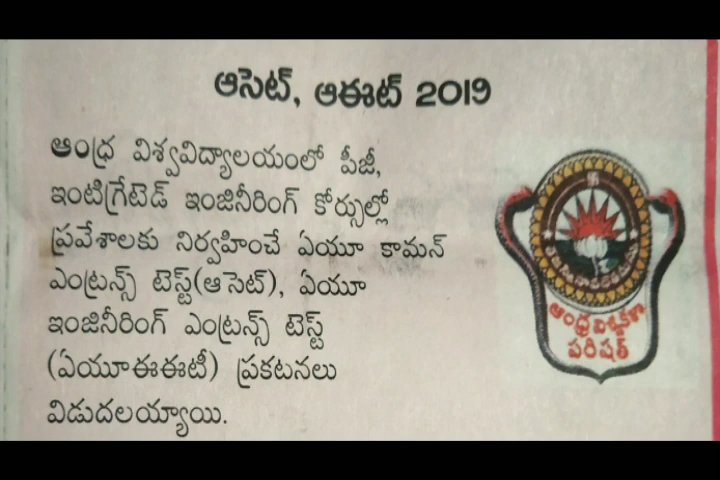 ఆసెట్, ఆఈట్ 2019
ఆంధ్ర విశ్వవిద్యాలయంలో పీజీ,
ఇంటిగ్రేటెడ్ ఇంజినీరింగ్ కోర్సుల్లో
ప్రవేశాలకు నిర్వహించే ఏయూ కామన్
ఎంట్రన్స్ టెస్ట్(ఆసెట్), ఏయూ
ఇంజినీరింగ్ ఎంట్రన్స్ టెస్ట్
(ఏయూఈఈటీ) ప్రకటనలు
విడుదలయ్యాయి.
ఆంధ్ర విశ్వకళా
పరిషత్